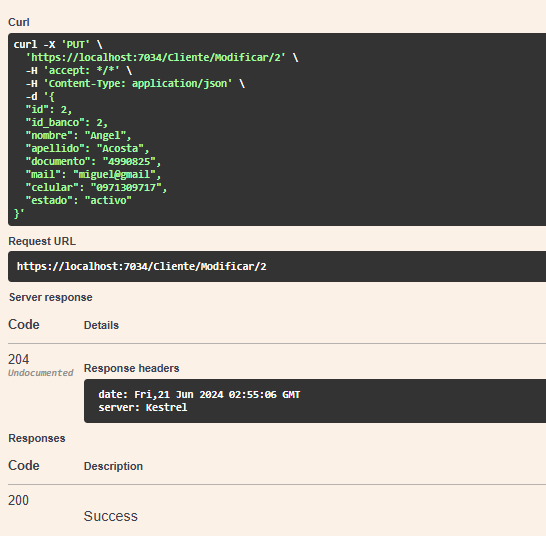 Curl
curl -X 'PUT' \
'https://localhost:7034/Cliente/Modificar/2' \
-H 'accept: */*' \
-H 'Content-Type: application/json' \
-d '{
"id": 2,
"id_banco": 2,
"nombre": "Angel",
"apellido": "Acosta",
"documento": "4990825",
"mail": "miguel@gmail",
"celular": "0971309717",
"estado": "activo"
}'
Request URL
https://localhost:7034/Cliente/Modificar/2
Server response
Code Details
204
Undocumented
Response headers
date: Fri,21 Jun 2024 02:55:06 GMT
server: Kestrel
Responses
Code Description
200
Success